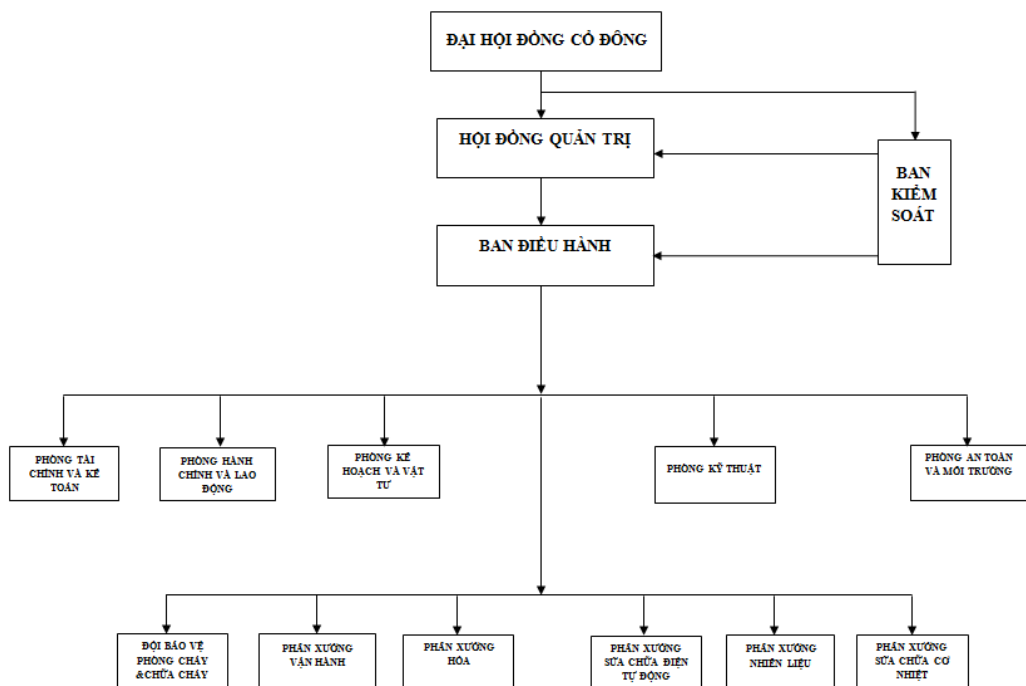 ĐẠI HỘI ĐỒNG CỔ ĐÔNG
HỘI ĐỒNG QUẢN TRỊ
BAN
KIỂM
SOÁT
BAN ĐIỀU HÀNH
PHÒNG TÀI
CHÍNH VÀ KẾ
TOÁN
PHÒNG HÀNH
CHÍNH VÀ LAO
ĐỘNG
PHÒNG KẾ
HOẠCH VÀ VẬT
TƯ
PHÒNG KỸ THUẬT
PHÒNG AN TOÀN
VÀ MÔI TRƯỜNG
ĐỘI BẢO VỆ
PHÒNG CHÁY
&CHỮA CHÁY
PHÂN XƯỞNG
VẬN HÀNH
PHÂN XƯỞNG
HÓA
PHÂN XƯỞNG
SỬA CHỮA ĐIỆN
TỰ ĐỘNG
PHÂN XƯỞNG
NHIÊN LIỆU
PHÂN XƯỞNG
SỬA CHỮA CƠ
NHIỆT